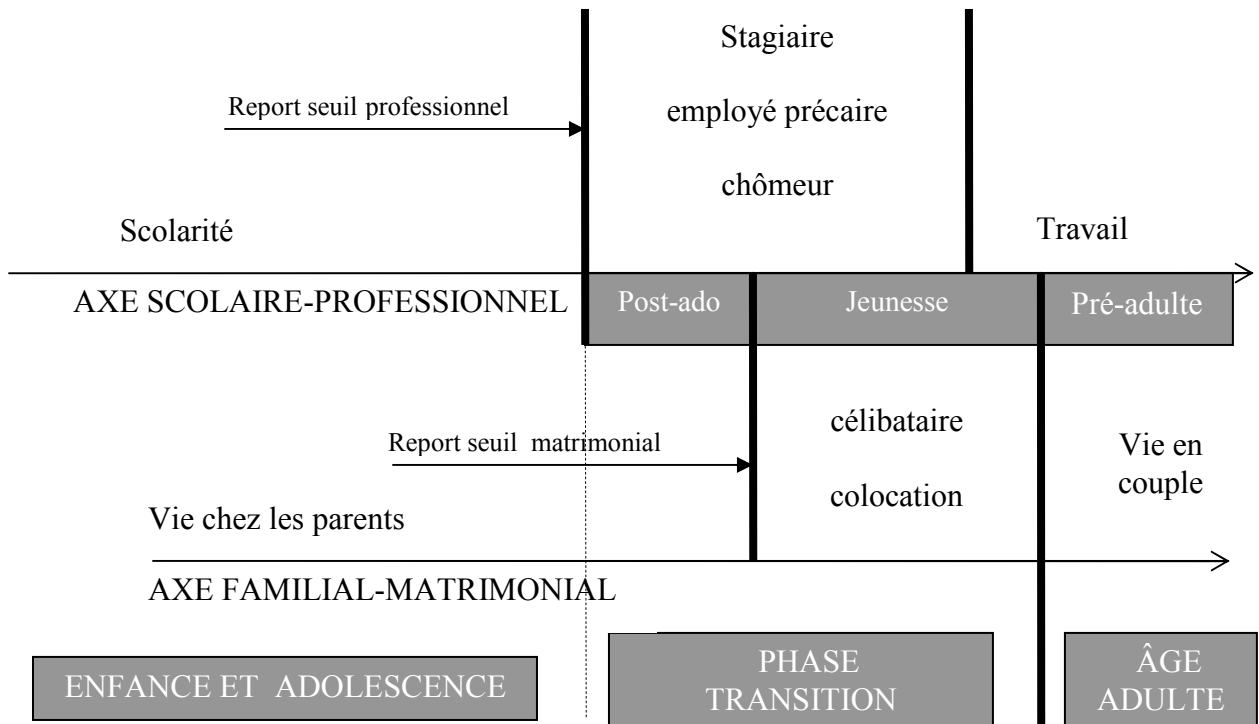 Stagiaire
Report seuil professionnel
employé précaire
chômeur
Scolarité
Travail
AXE SCOLAIRE-PROFESSIONNEL
Post-ado
Jeunesse
Pré-adulte
célibataire
Report seuil matrimonial
Vie en
couple
colocation
Vie chez les parents
AXE FAMILIAL-MATRIMONIAL
ENFANCE ET ADOLESCENCE
PHASE
TRANSITION
ÂGE
ADULTE